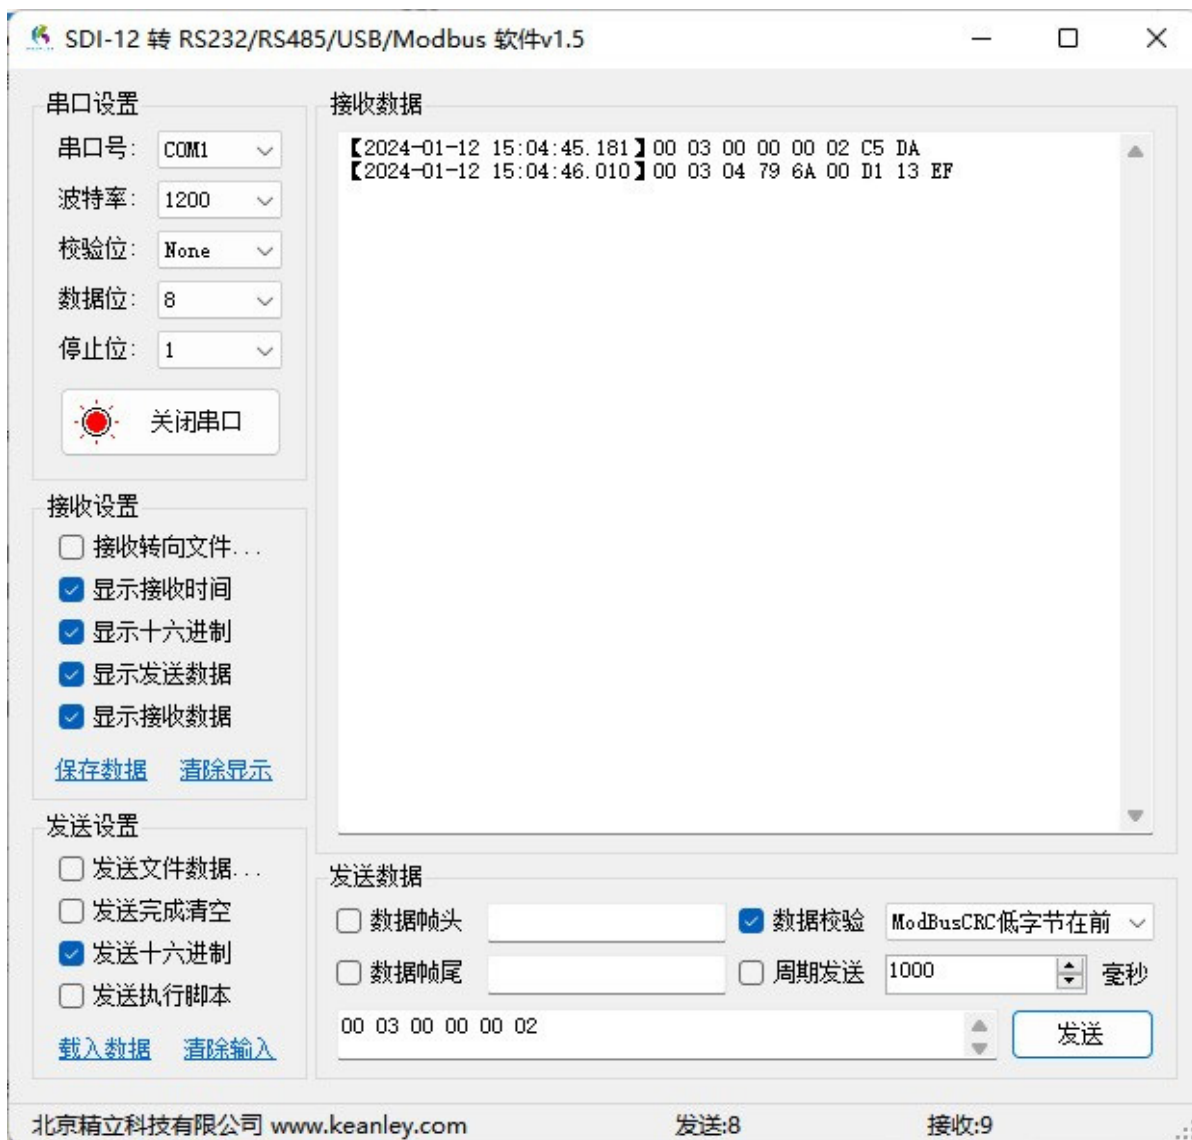 SDI-12 转 RS232/RS485/USB/Modbus 软件v1.5
串口设置
串口号: COM1
波特率: 1200
校验位: None
数据位: 8
停止位: 1
关闭串口
接收设置
接收转向文件...
显示接收时间
显示十六进制
显示发送数据
显示接收数据
保存数据 清除显示
发送设置
发送文件数据...
发送完成清空
发送十六进制
发送执行脚本
载入数据 清除输入
接收数据
【2024-01-12 15:04:45.181】00 03 00 00 00 02 C5 DA
【2024-01-12 15:04:46.010】00 03 04 79 6A 00 D1 13 EF
发送数据
数据帧头 数据校验 ModBusCRC低字节在前
数据帧尾 周期发送 1000 毫秒
00 03 00 00 00 02 发送
北京精立科技有限公司 www.keanley.com 发送:8 接收:9